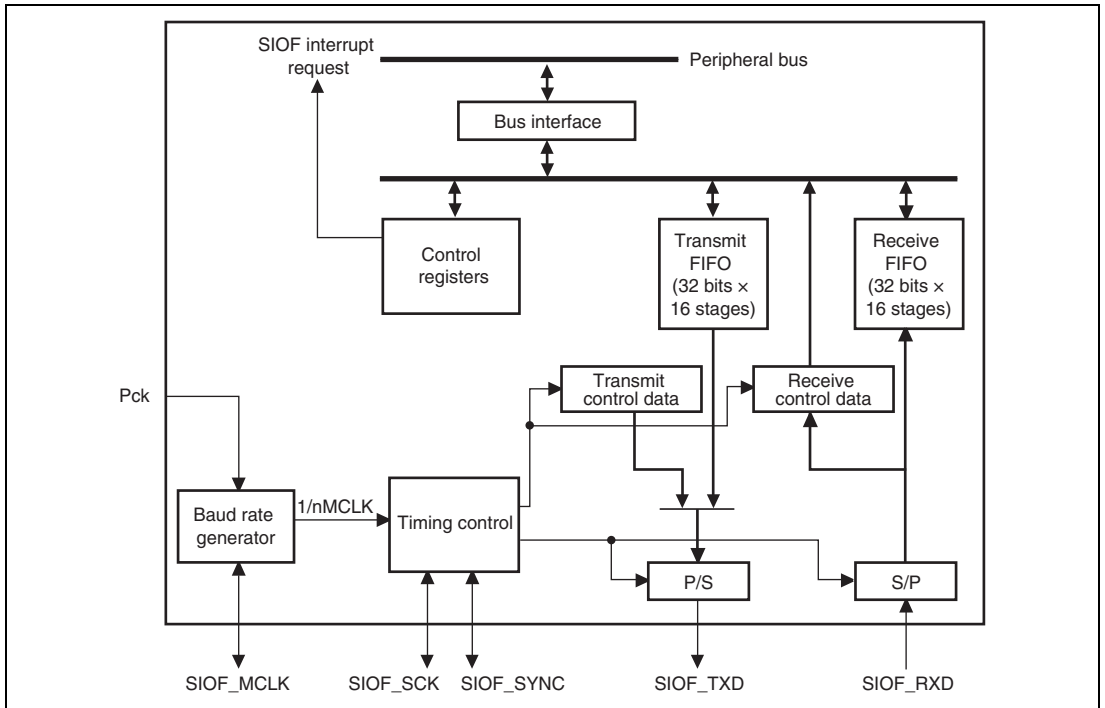 SIOF interrupt
request
Peripheral bus
Bus interface
Control
registers
Transmit
FIFO
(32 bits ×
16 stages)
Receive
FIFO
(32 bits ×
16 stages)
Pck
Transmit
control data
Receive
control data
Baud rate
generator
1/nMCLK
Timing control
P/S
S/P
SIOF_MCLK
SIOF_SCK
SIOF_SYNC
SIOF_TXD
SIOF_RXD